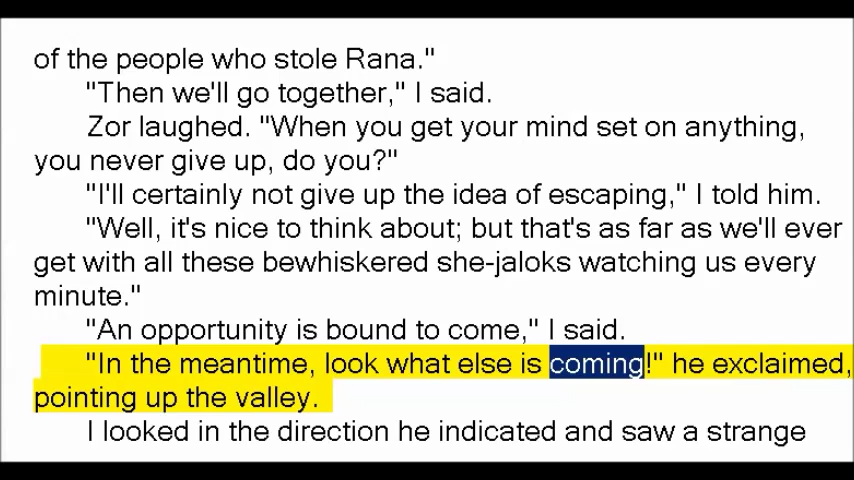 of the people who stole Rana."
"Then we'll go together," I said.
Zor laughed. "When you get your mind set on anything,
you never give up, do you?"
"I'll certainly not give up the idea of escaping," I told him.
"Well, it's nice to think about; but that's as far as we'll ever
get with all these bewhiskered she-jaloks watching us every
minute."
"An opportunity is bound to come," I said.
"In the meantime, look what else is coming!" he exclaimed,
pointing up the valley.
I looked in the direction he indicated and saw a strange